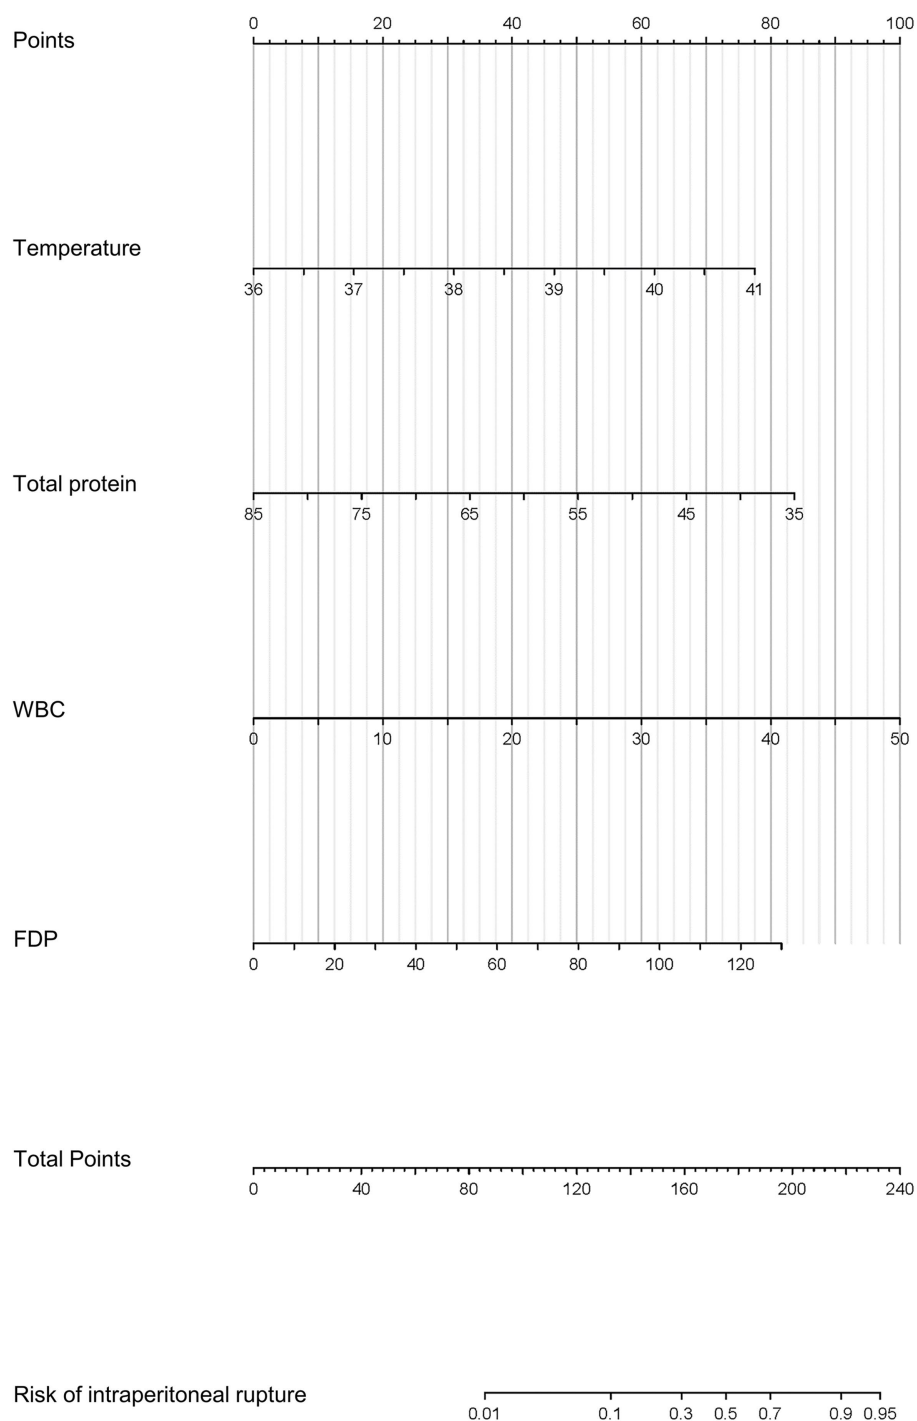 0 20 40 60 80 100
Points
Temperature
36 37 38 39 40 41
Total protein
85 75 65 55 45 35
WBC
0 10 20 30 40 50
FDP
0 20 40 60 80 100 120
Total Points
0 40 80 120 160 200 240
Risk of intraperitoneal rupture
0.01 0.1 0.3 0.5 0.7 0.9 0.95